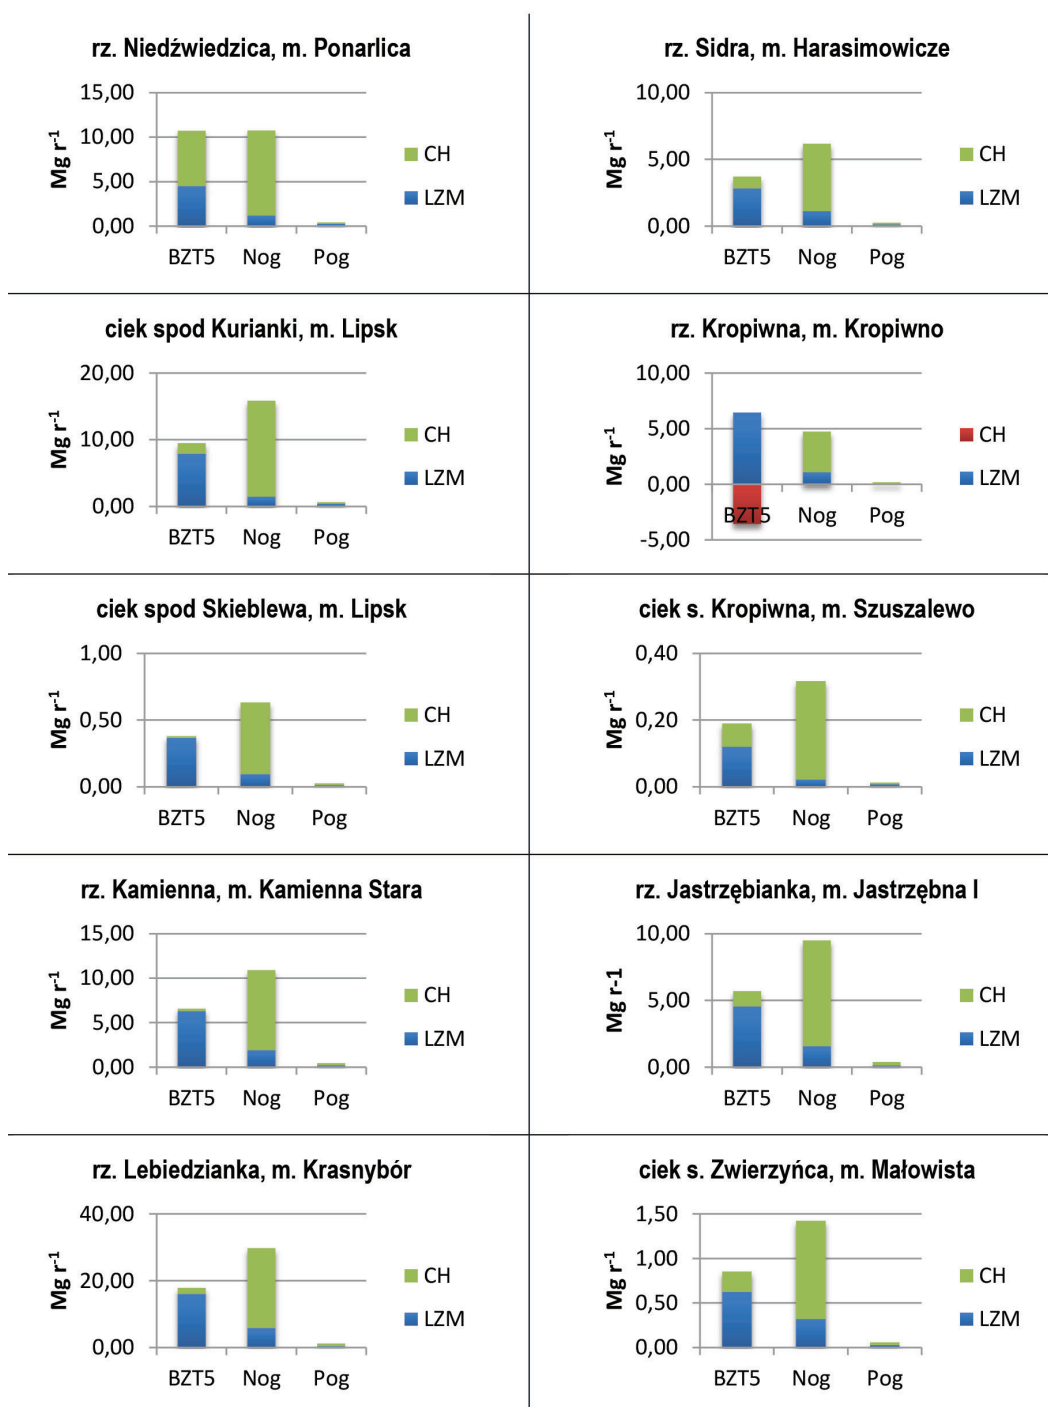 rz. Niedźwiedzica, m. Ponarlica
15,00
10,00
5,00
0,00
Mg r-1
BZT5 Nog Pog
CH
LZM
rz. Sidra, m. Harasimowicze
10,00
5,00
0,00
Mg r-1
BZT5 Nog Pog
CH
LZM
ciek spod Kurianki, m. Lipsk
20,00
10,00
0,00
Mg r-1
BZT5 Nog Pog
CH
LZM
rz. Kropiwna, m. Kropiwno
10,00
5,00
0,00
-5,00
Mg r-1
BZT5 Nog Pog
CH
LZM
ciek spod Skieblewa, m. Lipsk
1,00
0,50
0,00
Mg r-1
BZT5 Nog Pog
CH
LZM
ciek s. Kropiwna, m. Szuszalewo
0,40
0,20
0,00
Mg r-1
BZT5 Nog Pog
CH
LZM
rz. Kamienna, m. Kamienna Stara
15,00
10,00
5,00
0,00
Mg r-1
BZT5 Nog Pog
CH
LZM
rz. Jastrzębianka, m. Jastrzębna I
10,00
5,00
0,00
Mg r-1
BZT5 Nog Pog
CH
LZM
rz. Lebiedzianka, m. Krasnybór
40,00
20,00
0,00
Mg r-1
BZT5 Nog Pog
CH
LZM
ciek s. Zwierzyńca, m. Małowista
1,50
1,00
0,50
0,00
Mg r-1
BZT5 Nog Pog
CH
LZM